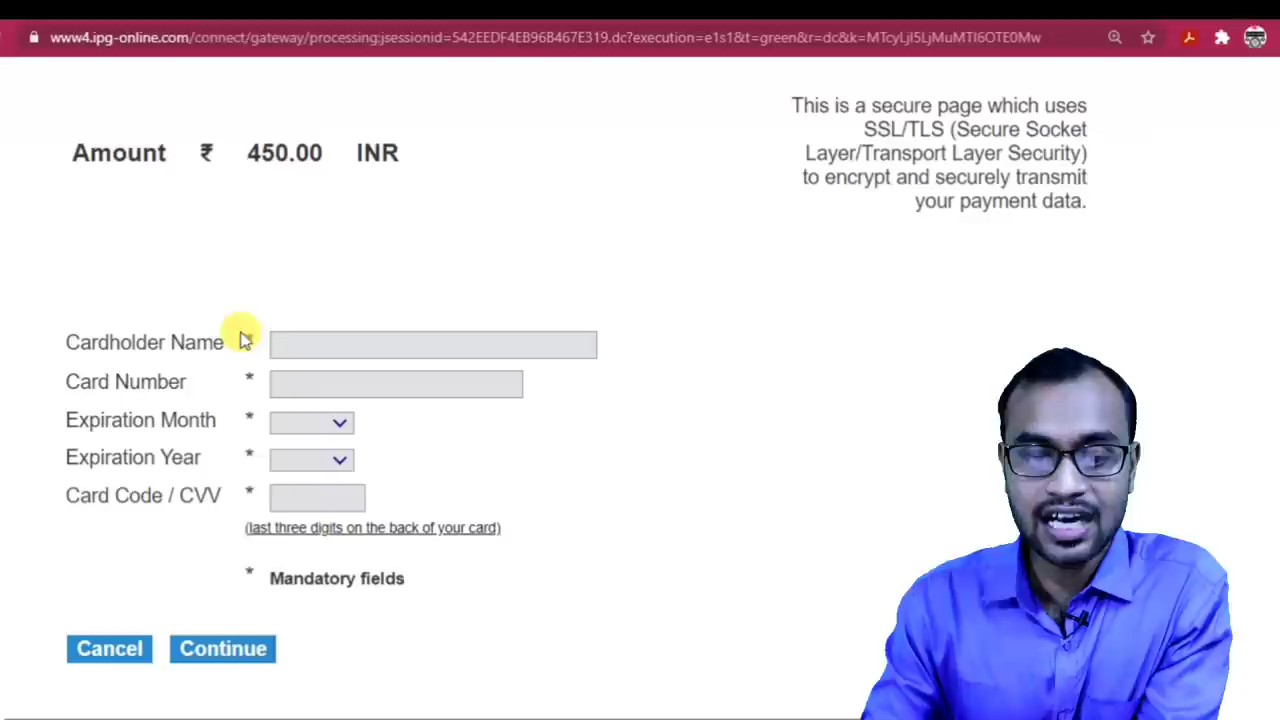 www4.ipg-online.com/connect/gateway/processing;jsessionid=542EEDF4EB96B467E319.dc?execution=e1s1&t=green&r=dc&k=MTcyLjI5LjMuMTI6OTE0Mw
This is a secure page which uses
SSL/TLS (Secure Socket
Layer/Transport Layer Security)
to encrypt and securely transmit
your payment data.
Amount ₹ 450.00 INR
Cardholder Name *
Card Number *
Expiration Month *
Expiration Year *
Card Code / CVV *
(last three digits on the back of your card)
* Mandatory fields
Cancel Continue